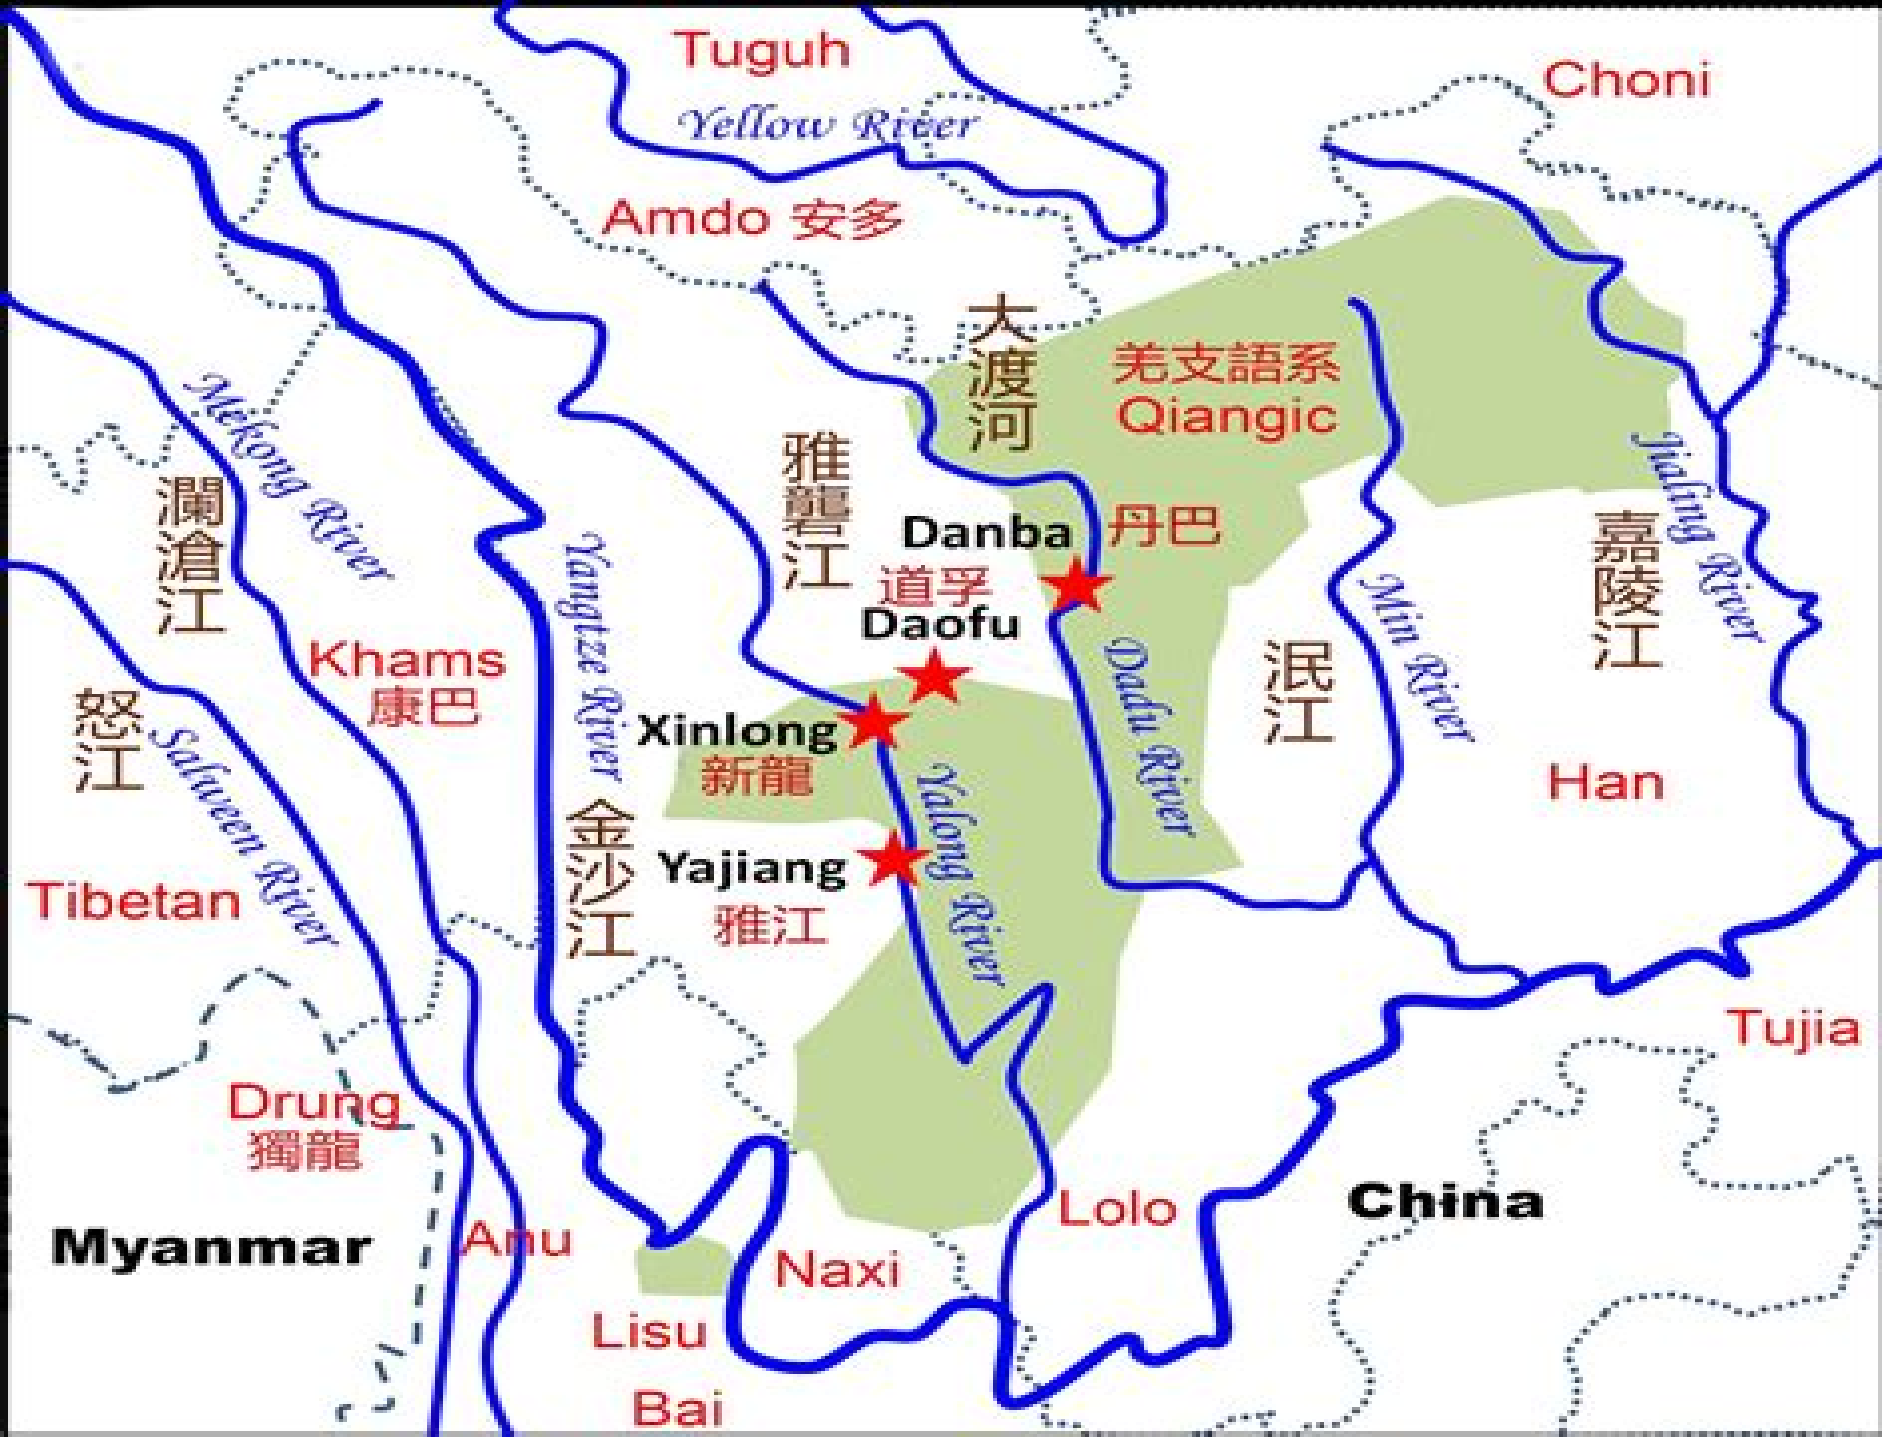 Tuguh
Choni
Yellow River
Amdo 安多
大渡河
羌支語系
Qiangic
Mekong River
雅礱江
Jialing River
瀾滄江
Danba 丹巴
嘉陵江
道孚
Daofu
Yangtze River
Min River
Khams
康巴
Dadu River
泯江
怒江
Salween River
Xinlong
新龍
Yalong River
Han
金沙江
Yajiang
雅江
Tibetan
Tujia
Drung
獨龍
China
Lolo
Myanmar
Anu
Naxi
Lisu
Bai